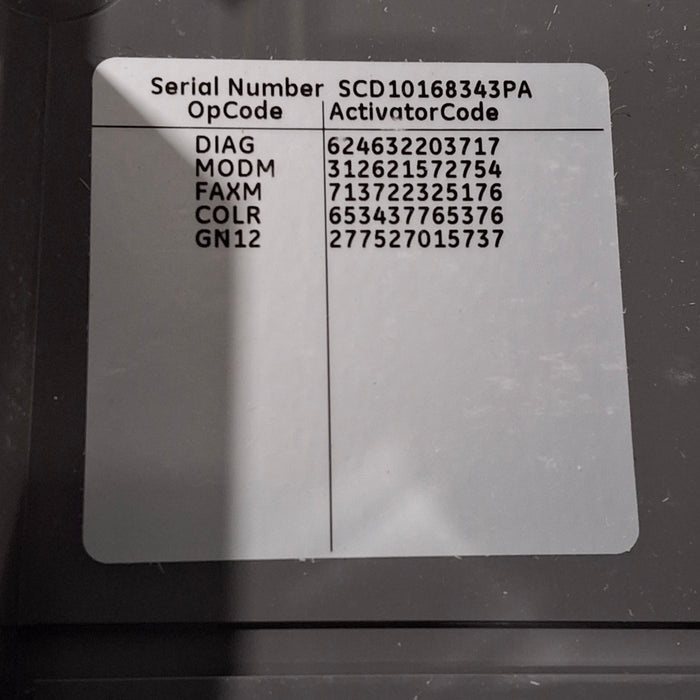 Serial Number SCD10168343PA
OpCode ActivatorCode
DIAG 624632203717
MODM 312621572754
FAXM 713722325176
COLR 653437765376
GN12 277527015737